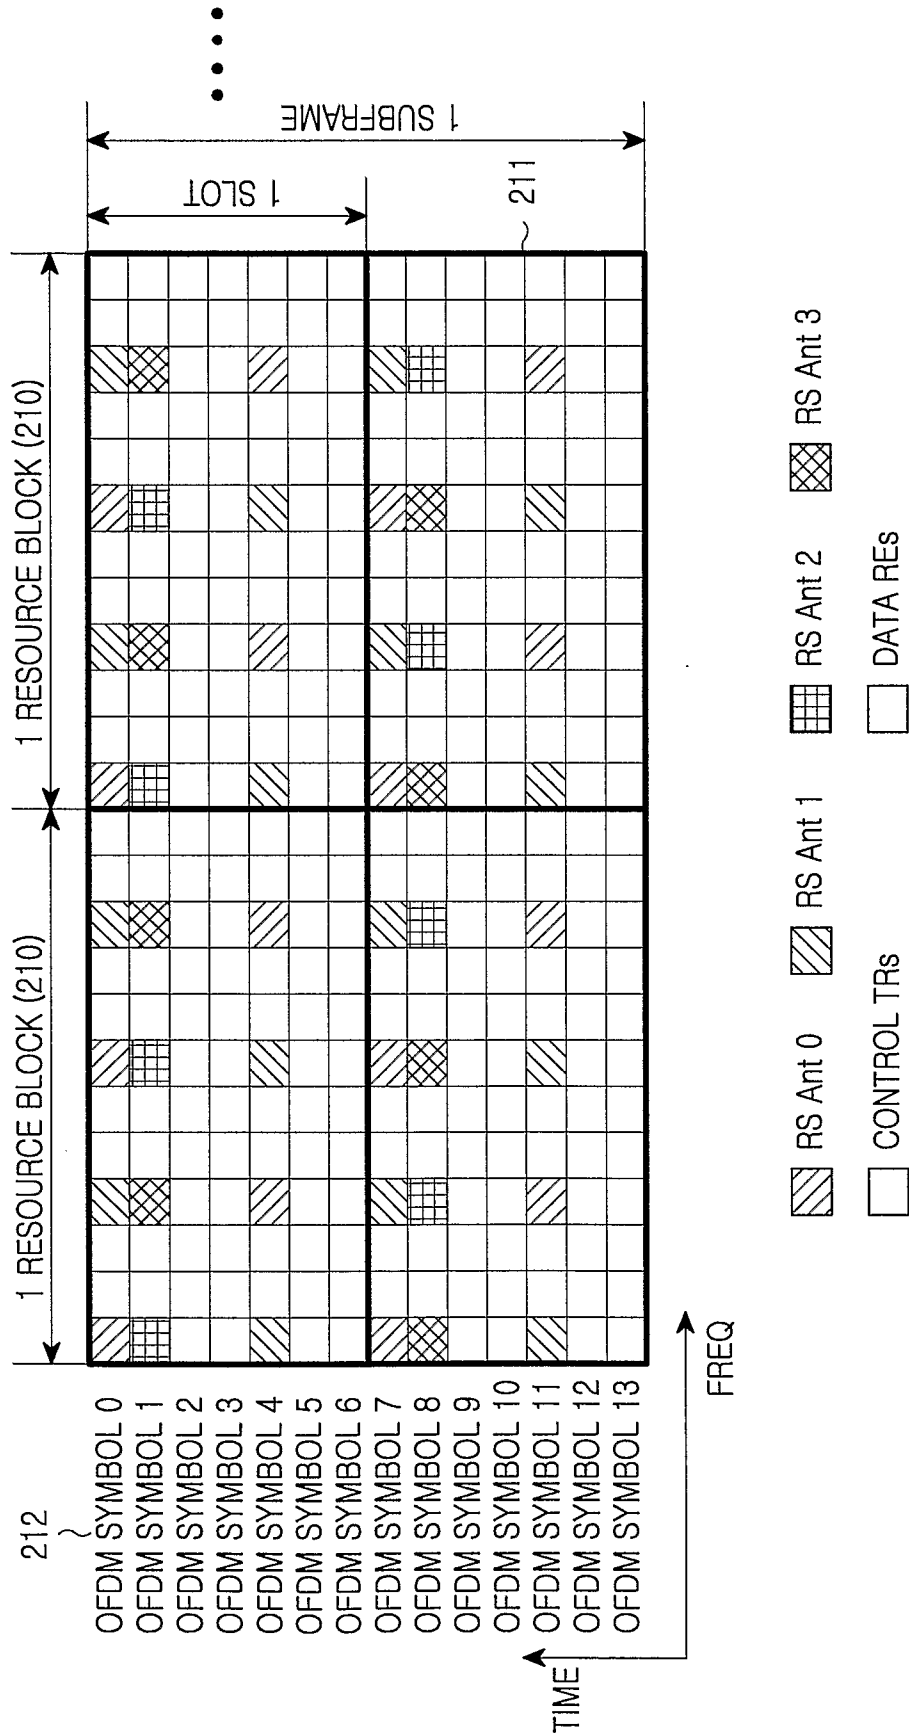 1 RESOURCE BLOCK (210)
1 RESOURCE BLOCK (210)
212
OFDM SYMBOL 0
OFDM SYMBOL 1
OFDM SYMBOL 2
OFDM SYMBOL 3
OFDM SYMBOL 4
OFDM SYMBOL 5
OFDM SYMBOL 6
OFDM SYMBOL 7
OFDM SYMBOL 8
OFDM SYMBOL 9
OFDM SYMBOL 10
OFDM SYMBOL 11
OFDM SYMBOL 12
OFDM SYMBOL 13
1 SLOT
1 SUBFRAME
211
TIME
FREQ
RS Ant 0
RS Ant 1
RS Ant 2
RS Ant 3
CONTROL TRs
DATA REs